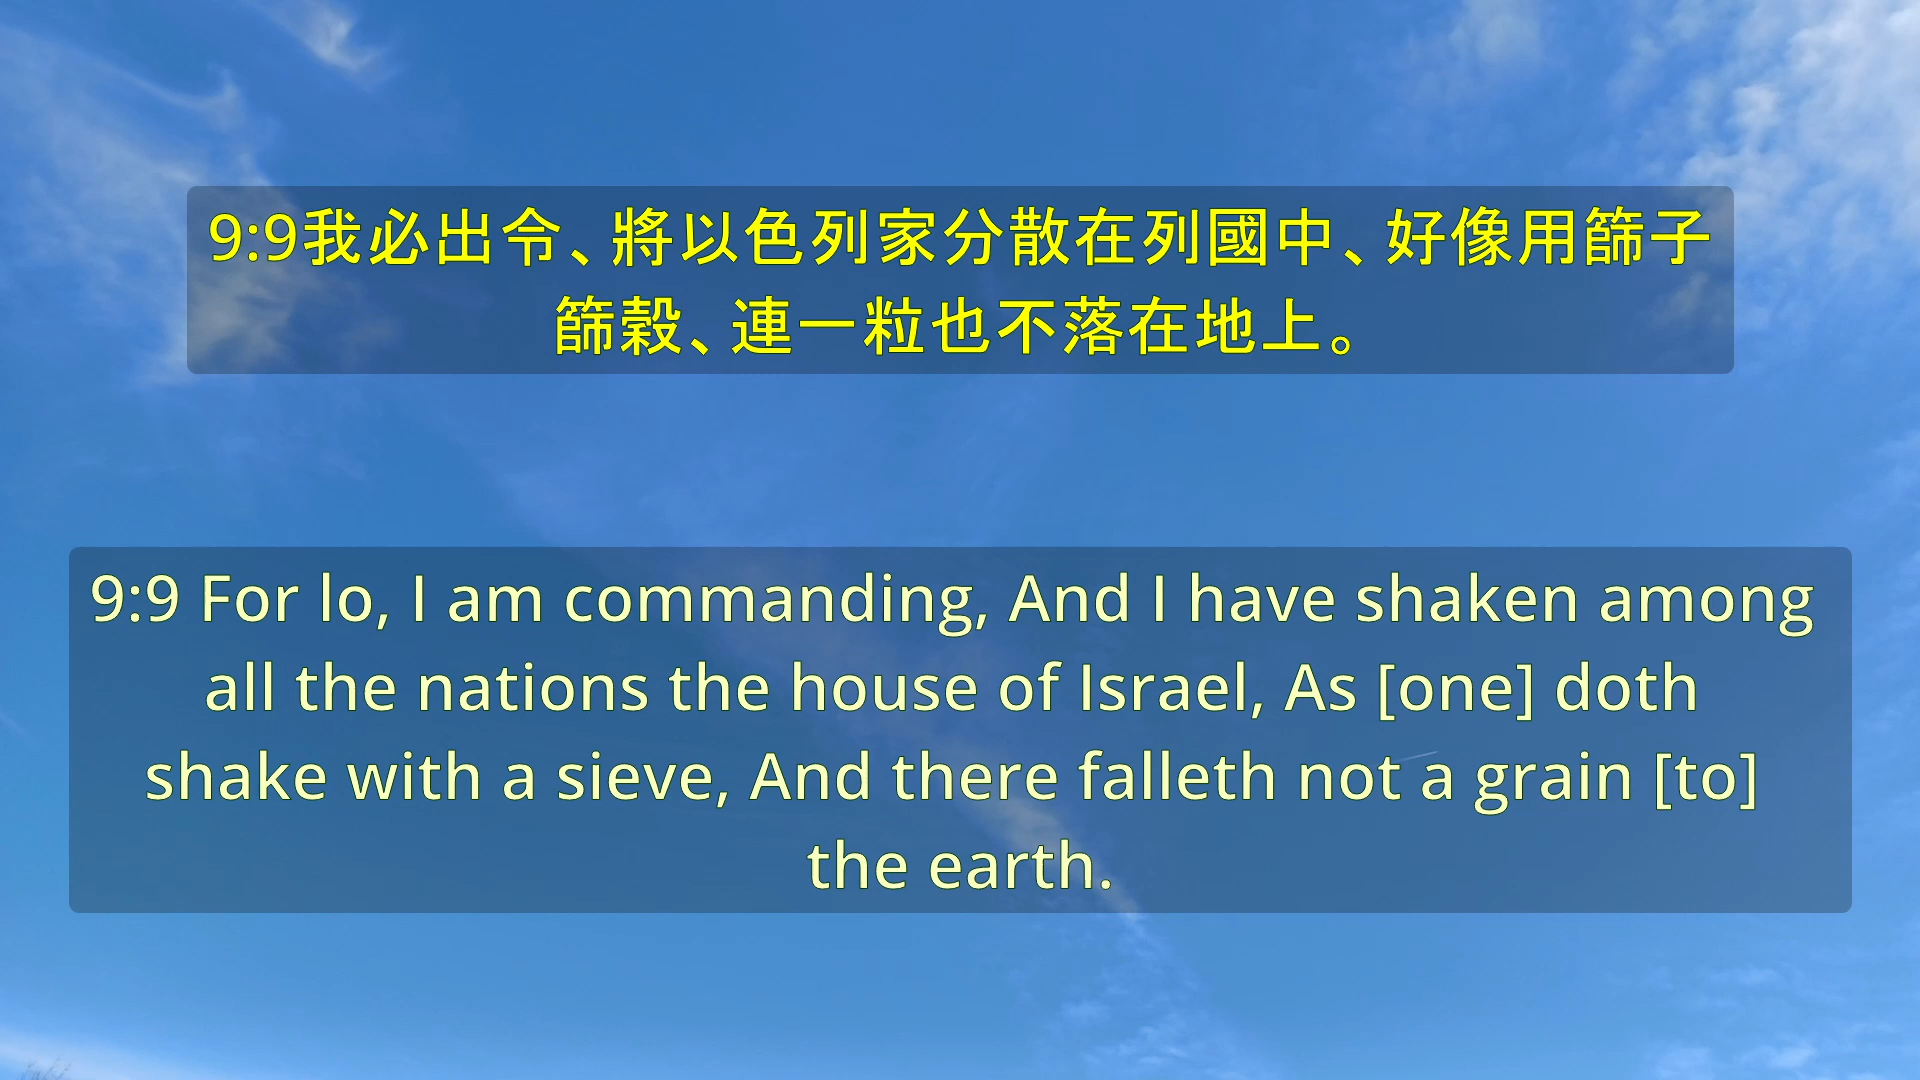 9:9我必出令、將以色列家分散在列國中、好像用篩子
篩穀、連一粒也不落在地上。
9:9 For lo, I am commanding, And I have shaken among
all the nations the house of Israel, As [one] doth
shake with a sieve, And there falleth not a grain [to]
the earth.